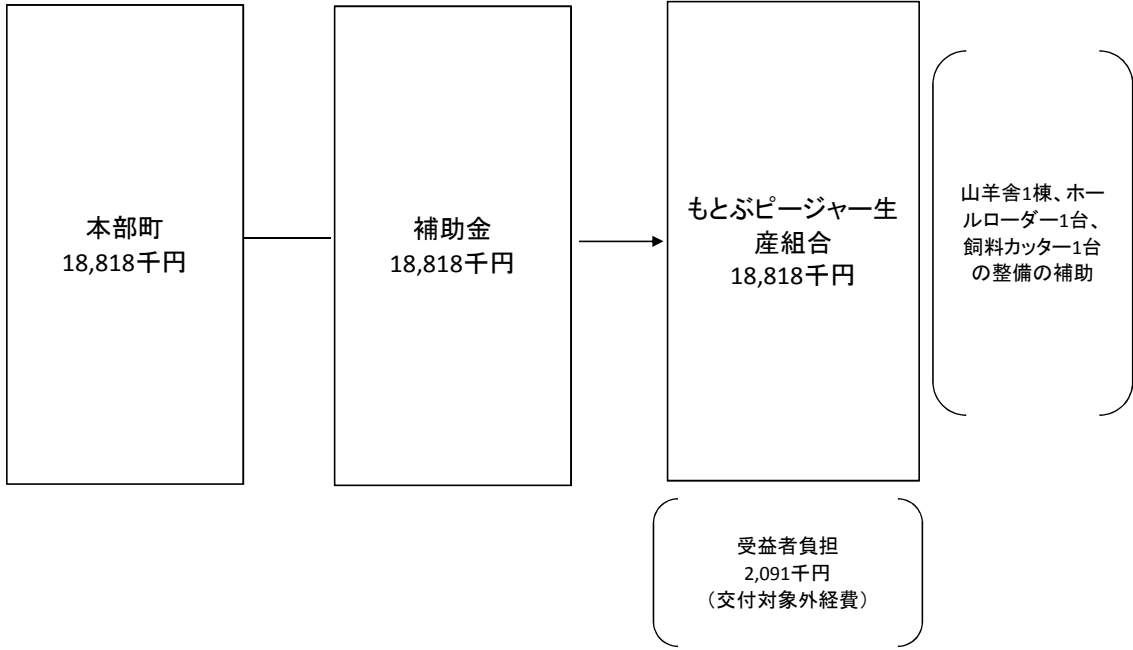 本部町
18,818千円
補助金
18,818千円
もとぶピージャー生
産組合
18,818千円
山羊舎1棟、ホー
ルローダー1台、
飼料カッター1台
の整備の補助
受益者負担
2,091千円
（交付対象外経費）